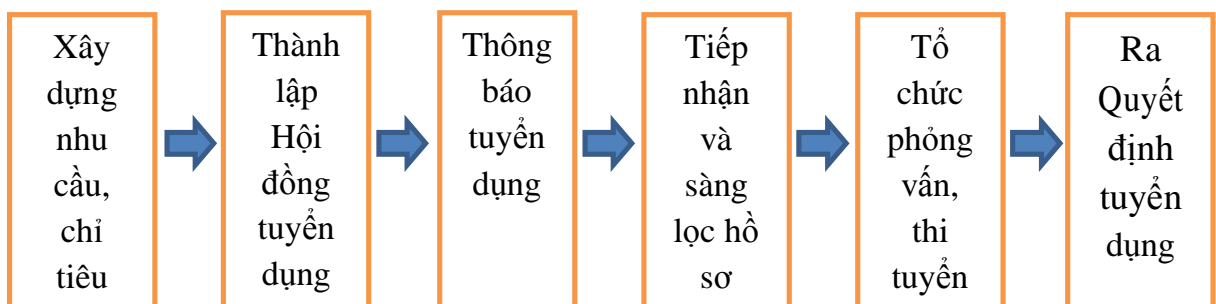 Xây
dựng
nhu
cầu,
chỉ
tiêu
Thành
lập
Hội
đồng
tuyển
dụng
Thông
báo
tuyển
dụng
Tiếp
nhận
và
sàng
lọc hồ
sơ
Tổ
chức
phỏng
vấn,
thi
tuyển
Ra
Quyết
định
tuyển
dụng